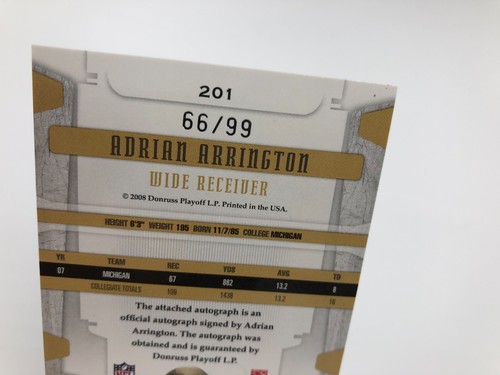 201
66/99
ADRIAN ARRINGTON
WIDE RECEIVER
© 2008 Donruss Playoff L.P. Printed in the USA.
HEIGHT 6'3" WEIGHT 195 BORN 11/7/85 COLLEGE MICHIGAN
YR TEAM REC YDS AVG TD
07 MICHIGAN 67 882 13.2 8
COLLEGIATE TOTALS 109 1438 13.2
The attached autograph is an
official autograph signed by Adrian
Arrington. The autograph was
obtained and is guaranteed by
Donruss Playoff L.P.
NFL